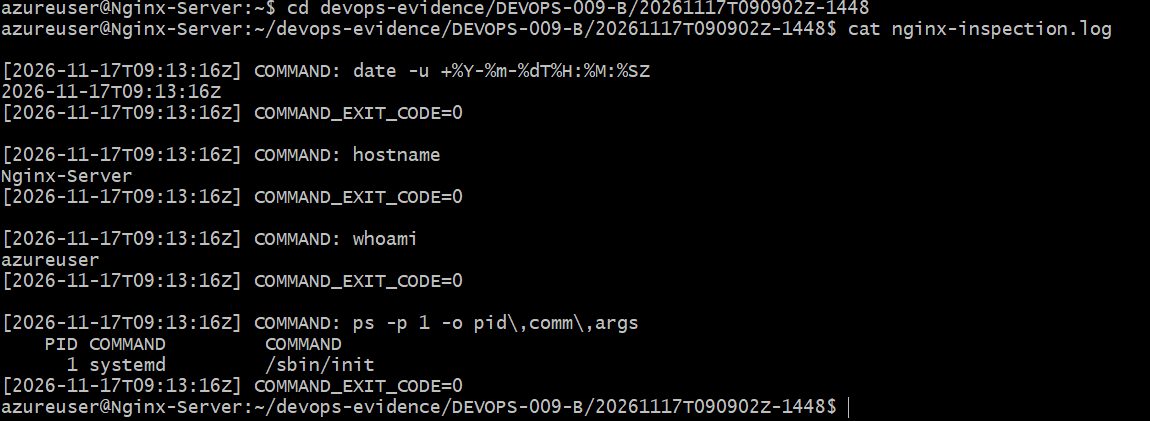 azureuser@Nginx-Server:~$ cd devops-evidence/DEVOPS-009-B/20261117T090902Z-1448
azureuser@Nginx-Server:~/devops-evidence/DEVOPS-009-B/20261117T090902Z-1448$ cat nginx-inspection.log

[2026-11-17T09:13:16Z] COMMAND: date -u +%Y-%m-%dT%H:%M:%SZ
2026-11-17T09:13:16Z
[2026-11-17T09:13:16Z] COMMAND_EXIT_CODE=0

[2026-11-17T09:13:16Z] COMMAND: hostname
Nginx-Server
[2026-11-17T09:13:16Z] COMMAND_EXIT_CODE=0

[2026-11-17T09:13:16Z] COMMAND: whoami
azureuser
[2026-11-17T09:13:16Z] COMMAND_EXIT_CODE=0

[2026-11-17T09:13:16Z] COMMAND: ps -p 1 -o pid\,comm\,args
    PID COMMAND         COMMAND
      1 systemd         /sbin/init
[2026-11-17T09:13:16Z] COMMAND_EXIT_CODE=0
azureuser@Nginx-Server:~/devops-evidence/DEVOPS-009-B/20261117T090902Z-1448$